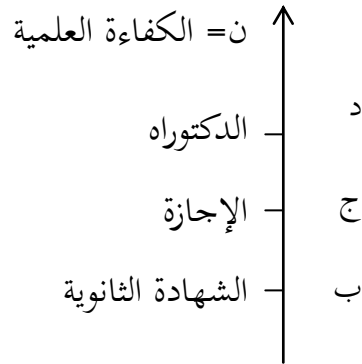 ن= الكفاءة العلمية
د
الدكتوراه
ج
الإجازة
ب
الشهادة الثانوية